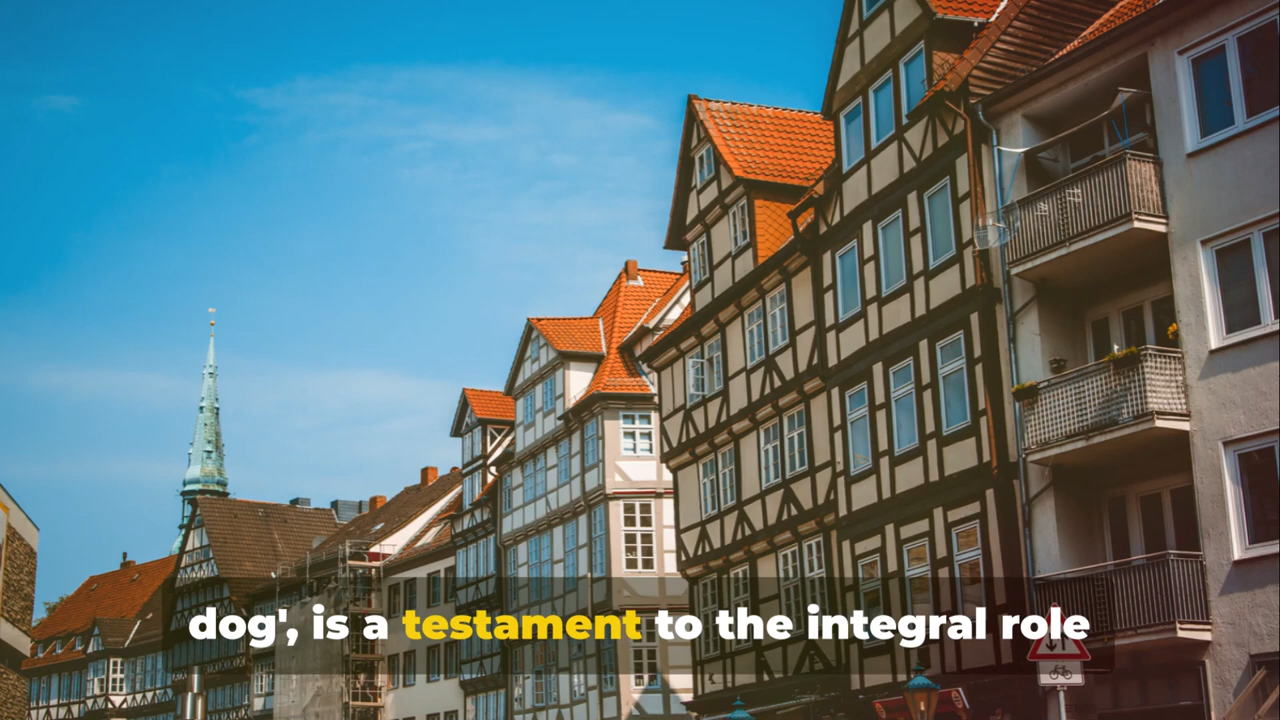 dog', is a testament to the integral role